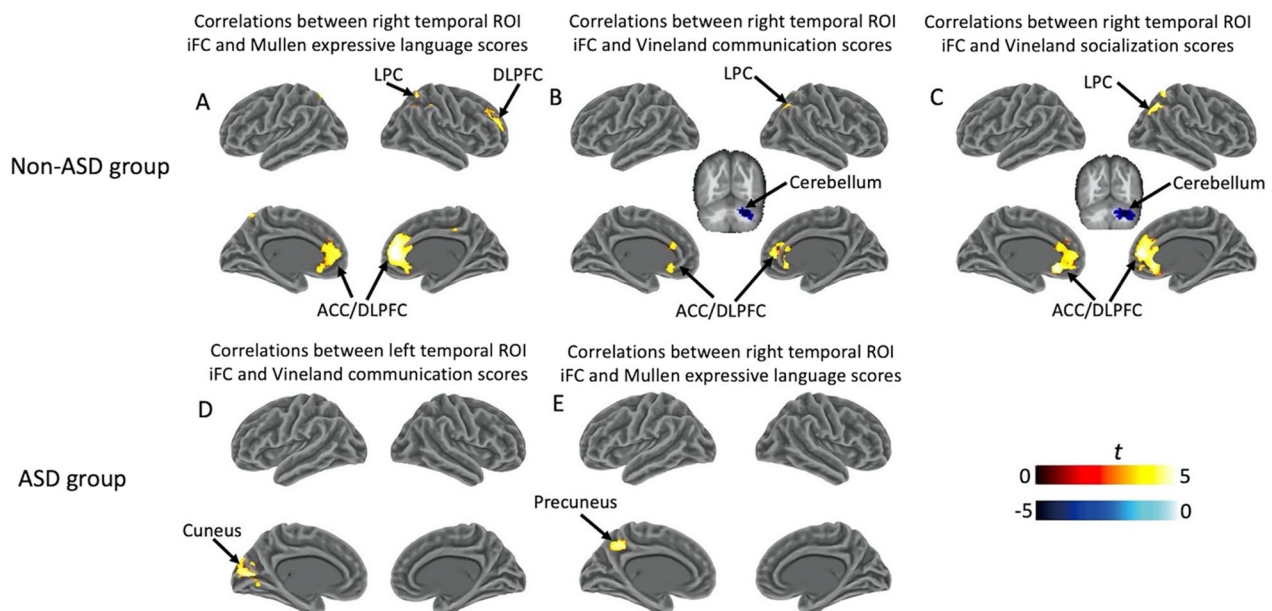 Correlations between right temporal ROI
iFC and Mullen expressive language scores
Correlations between right temporal ROI
iFC and Vineland communication scores
Correlations between right temporal ROI
iFC and Vineland socialization scores
A
LPC
DLPFC
B
LPC
C
LPC
Non-ASD group
Cerebellum
Cerebellum
ACC/DLPFC
ACC/DLPFC
ACC/DLPFC
Correlations between left temporal ROI
iFC and Vineland communication scores
Correlations between right temporal ROI
iFC and Mullen expressive language scores
D
E
ASD group
Cuneus
Precuneus
t
0 5
-5 0